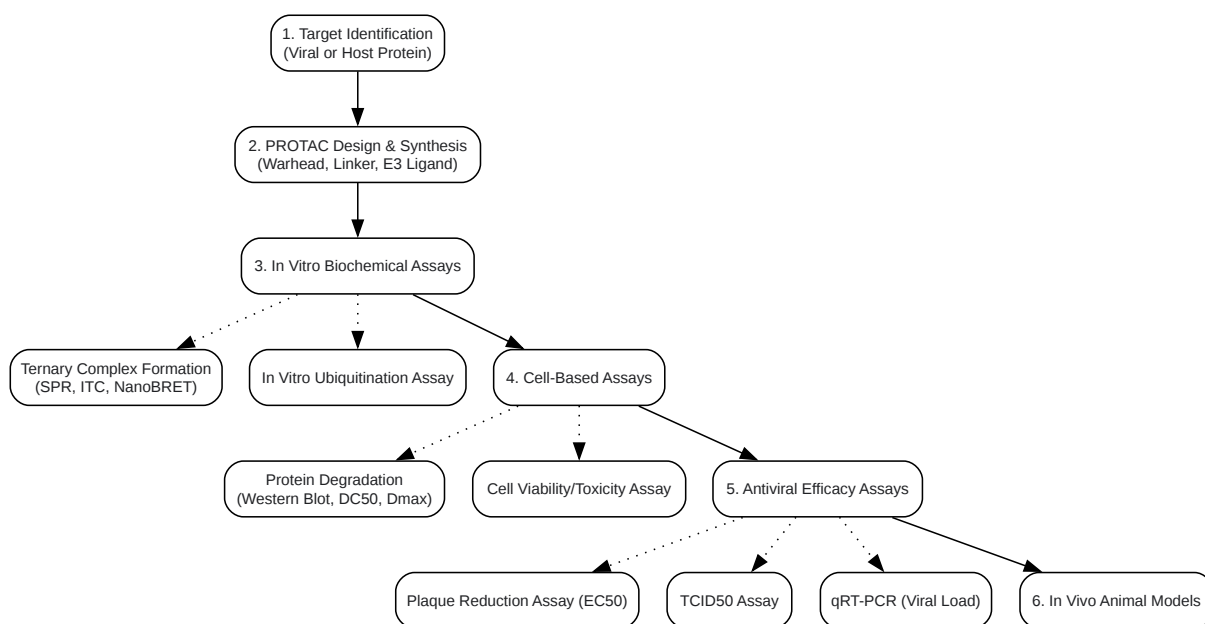 1. Target Identification
(Viral or Host Protein)
2. PROTAC Design & Synthesis
(Warhead, Linker, E3 Ligand)
3. In Vitro Biochemical Assays
Ternary Complex Formation
(SPR, ITC, NanoBRET)
In Vitro Ubiquitination Assay
4. Cell-Based Assays
Protein Degradation
(Western Blot, DC50, Dmax)
Cell Viability/Toxicity Assay
5. Antiviral Efficacy Assays
Plaque Reduction Assay (EC50)
TCID50 Assay
qRT-PCR (Viral Load)
6. In Vivo Animal Models